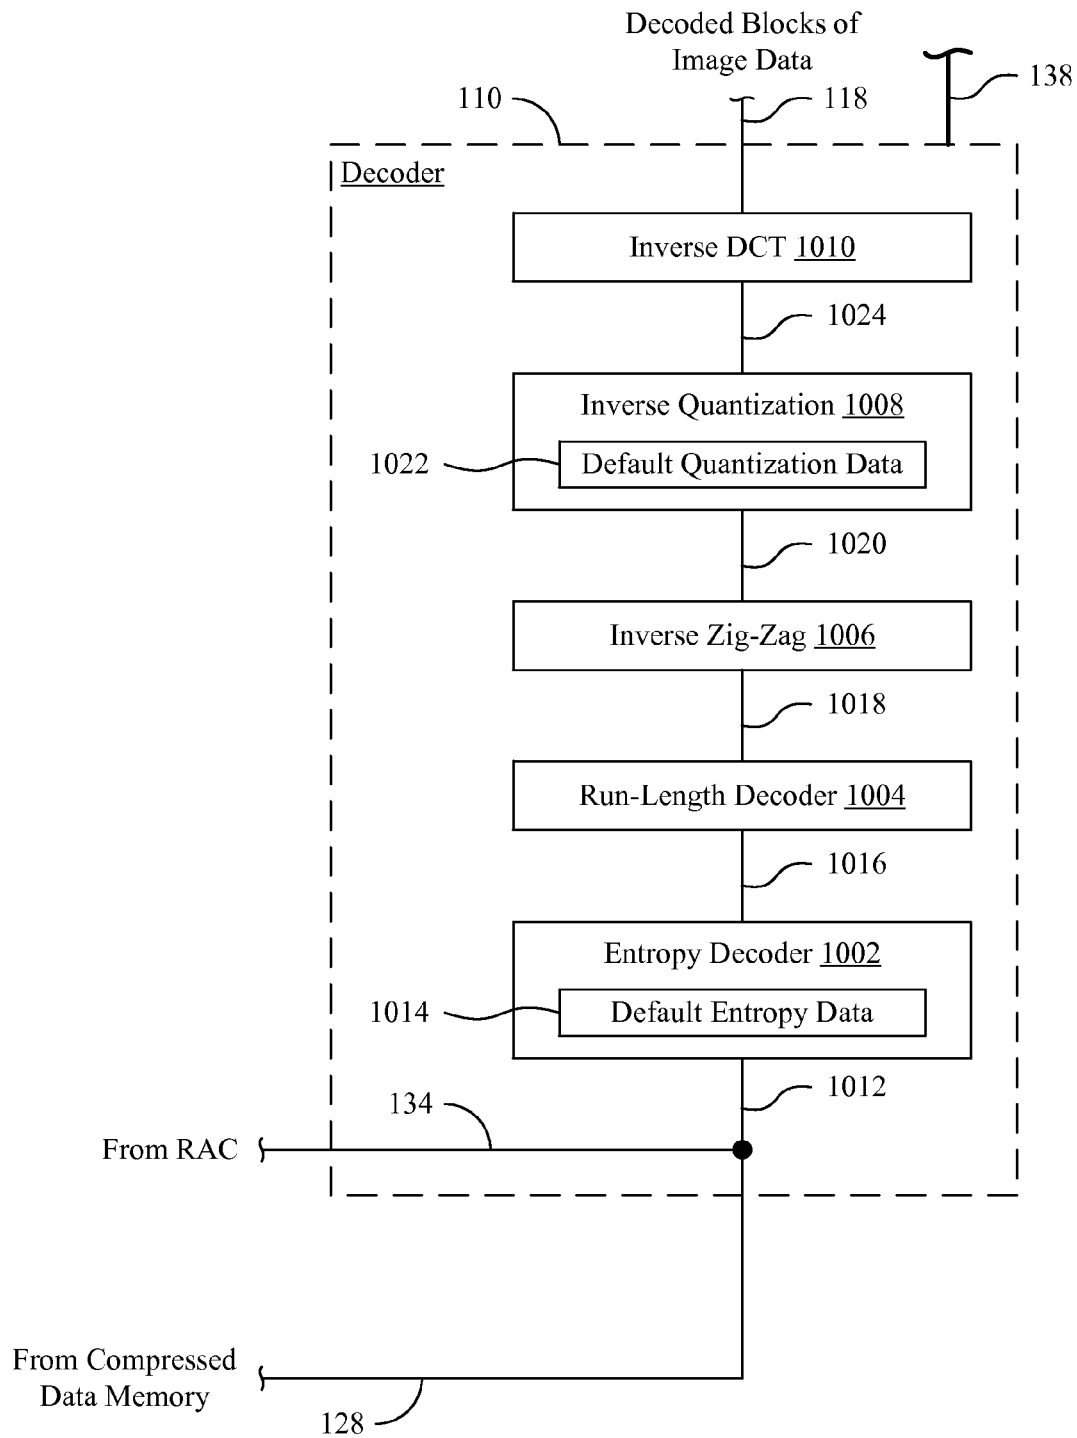 Decoded Blocks of
Image Data
138
110
118
Decoder
Inverse DCT 1010
1024
Inverse Quantization 1008
1022
Default Quantization Data
1020
Inverse Zig-Zag 1006
1018
Run-Length Decoder 1004
1016
Entropy Decoder 1002
1014
Default Entropy Data
1012
134
From RAC
From Compressed
Data Memory
128